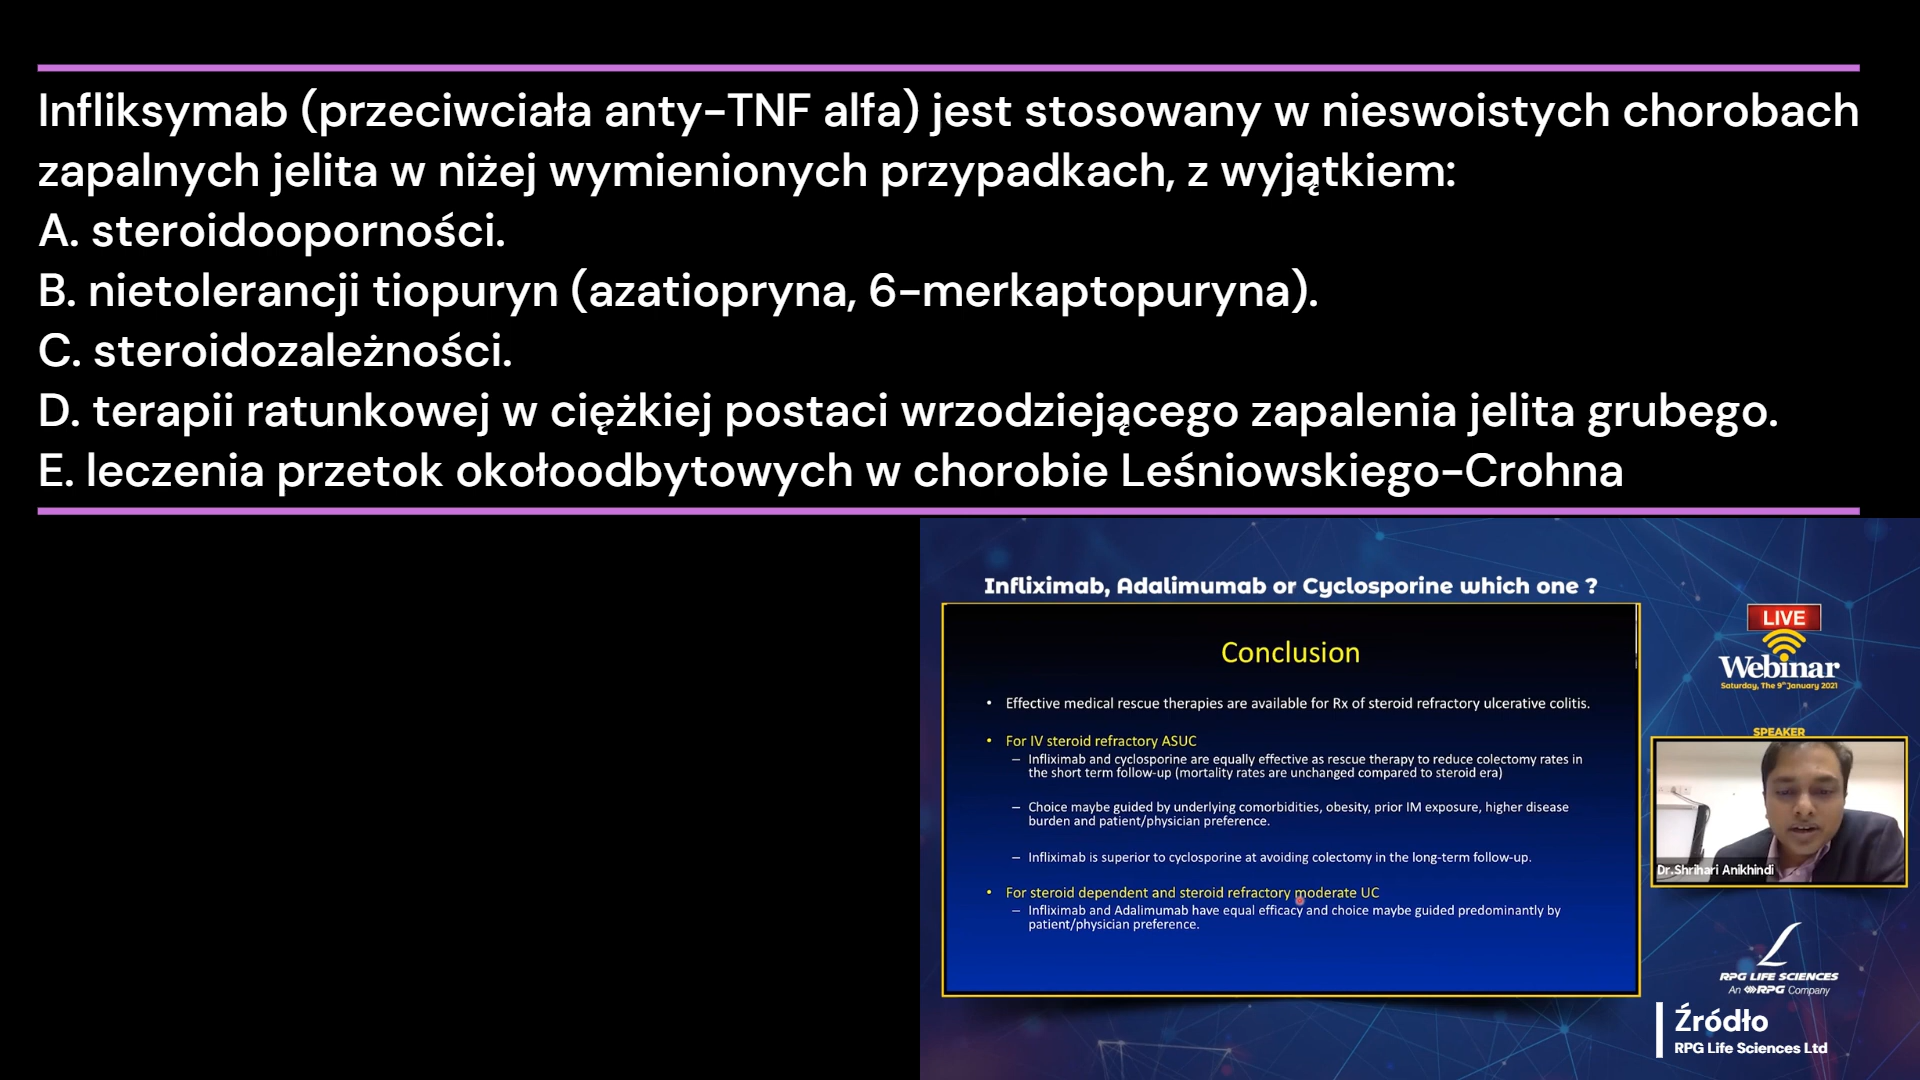 Infliksymab (przeciwciała anty-TNF alfa) jest stosowany w nieswoistych chorobach
zapalnych jelita w niżej wymienionych przypadkach, z wyjątkiem:
A. steroidooporności.
B. nietolerancji tiopuryn (azatiopryna, 6-merkaptopuryna).
C. steroidozależności.
D. terapii ratunkowej w ciężkiej postaci wrzodziejącego zapalenia jelita grubego.
E. leczenia przetok okołoodbytowych w chorobie Leśniowskiego-Crohna
Infliximab, Adalimumab or Cyclosporine which one ?
Conclusion
• Effective medical rescue therapies are available for Rx of steroid refractory ulcerative colitis.
• For IV steroid refractory ASUC
– Infliximab and cyclosporine are equally effective as rescue therapy to reduce colectomy rates in
the short term follow-up (mortality rates are unchanged compared to steroid era)
– Choice maybe guided by underlying comorbidities, obesity, prior IM exposure, higher disease
burden and patient/physician preference.
– Infliximab is superior to cyclosporine at avoiding colectomy in the long-term follow-up.
• For steroid dependent and steroid refractory moderate UC
– Infliximab and Adalimumab have equal efficacy and choice maybe guided predominantly by
patient/physician preference.
LIVE
Webinar
Saturday, The 9th January 2021
SPEAKER
Dr.Shrihari Anikhindi
RPG LIFE SCIENCES
An RPG Company
Źródło
RPG Life Sciences Ltd